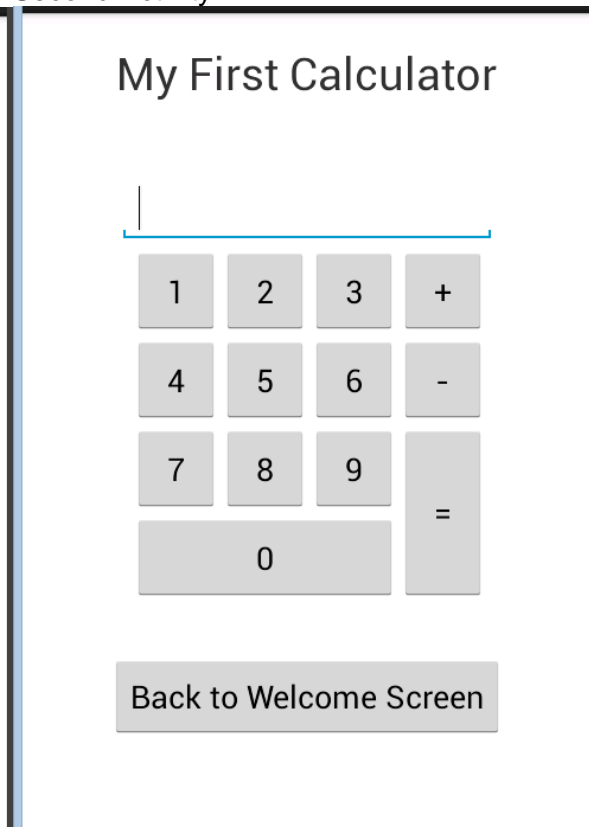 My First Calculator
1 2 3 +
4 5 6 -
7 8 9
=
0
Back to Welcome Screen